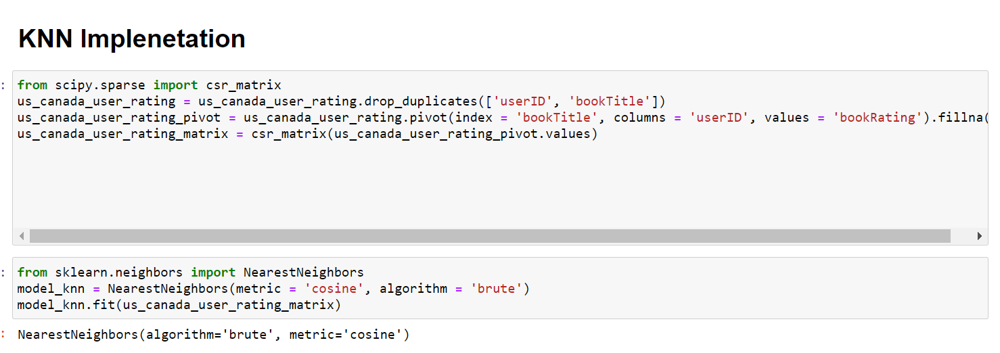 KNN Implenetation
: from scipy.sparse import csr_matrix
us_canada_user_rating = us_canada_user_rating.drop_duplicates(['userID', 'bookTitle'])
us_canada_user_rating_pivot = us_canada_user_rating.pivot(index = 'bookTitle', columns = 'userID', values = 'bookRating').fillna(
us_canada_user_rating_matrix = csr_matrix(us_canada_user_rating_pivot.values)
: from sklearn.neighbors import NearestNeighbors
model_knn = NearestNeighbors(metric = 'cosine', algorithm = 'brute')
model_knn.fit(us_canada_user_rating_matrix)
: NearestNeighbors(algorithm='brute', metric='cosine')